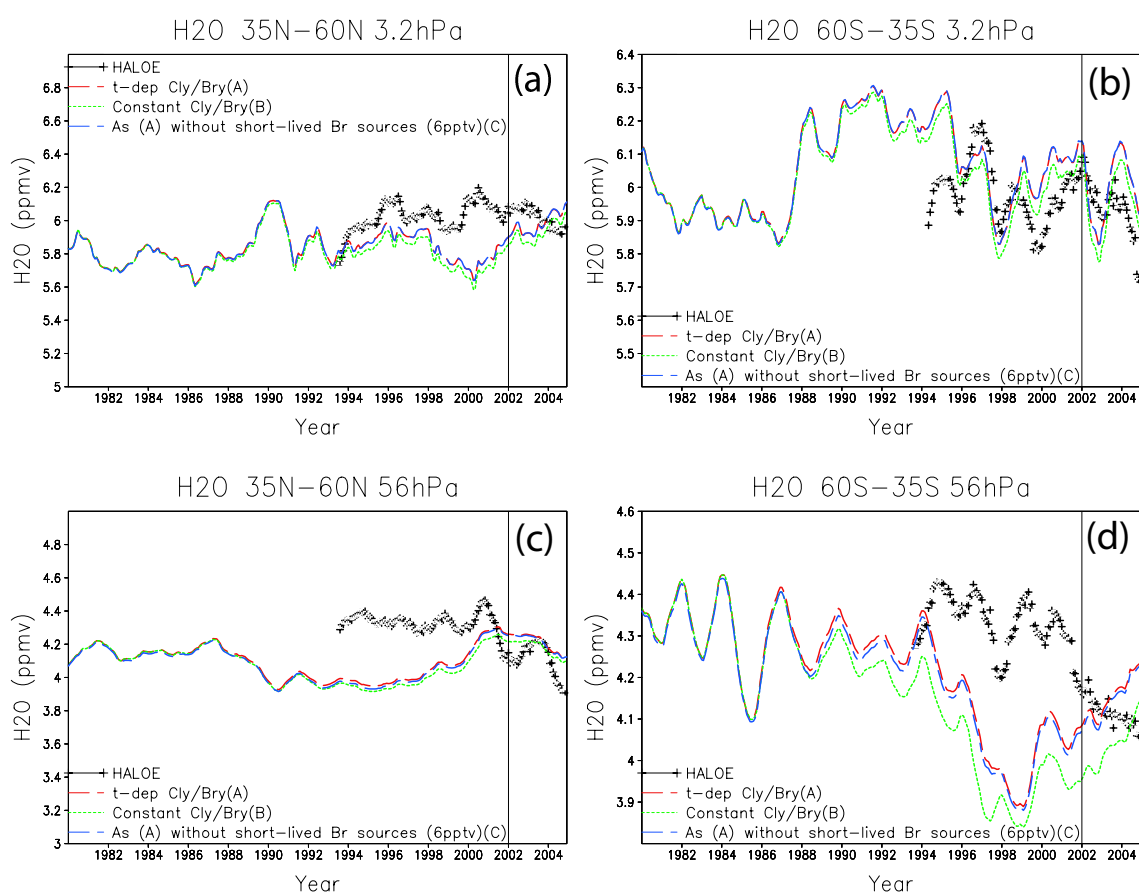 H2O 35N−60N 3.2hPa
(a)
HALOE
t−dep Cly/Bry(A)
Constant Cly/Bry(B)
As (A) without short−lived Br sources (6pptv)(C)
H2O (ppmv)
6.8
6.6
6.4
6.2
6
5.8
5.6
5.4
5.2
5
1982 1984 1986 1988 1990 1992 1994 1996 1998 2000 2002 2004
Year
H2O 60S−35S 3.2hPa
(b)
H2O (ppmv)
6.4
6.3
6.2
6.1
6
5.9
5.8
5.7
5.6
5.5
HALOE
t−dep Cly/Bry(A)
Constant Cly/Bry(B)
As (A) without short−lived Br sources (6pptv)(C)
1982 1984 1986 1988 1990 1992 1994 1996 1998 2000 2002 2004
Year
H2O 35N−60N 56hPa
(c)
H2O (ppmv)
4.8
4.6
4.4
4.2
4
3.8
3.6
3.4
3.2
3
HALOE
t−dep Cly/Bry(A)
Constant Cly/Bry(B)
As (A) without short−lived Br sources (6pptv)(C)
1982 1984 1986 1988 1990 1992 1994 1996 1998 2000 2002 2004
Year
H2O 60S−35S 56hPa
(d)
H2O (ppmv)
4.6
4.5
4.4
4.3
4.2
4.1
4
3.9
HALOE
t−dep Cly/Bry(A)
Constant Cly/Bry(B)
As (A) without short−lived Br sources (6pptv)(C)
1982 1984 1986 1988 1990 1992 1994 1996 1998 2000 2002 2004
Year